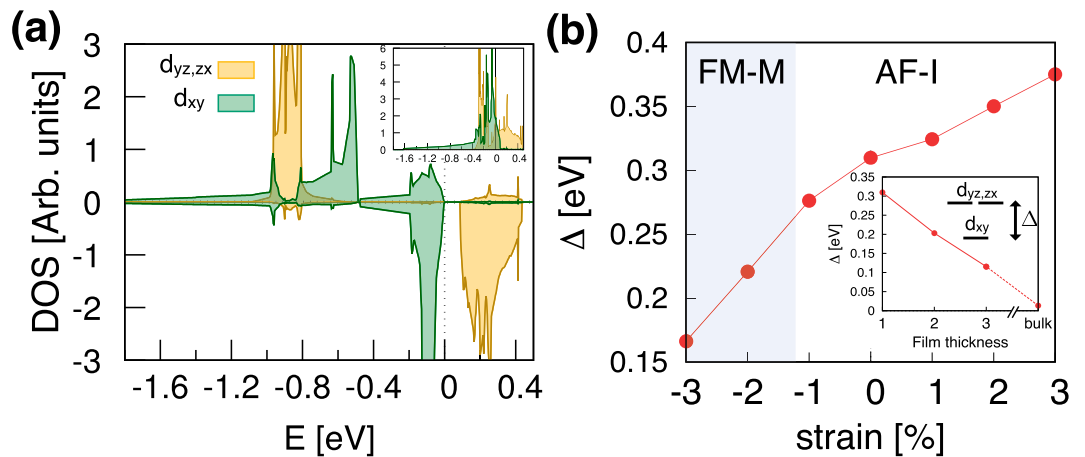 (a)
DOS [Arb. units]
3
2
1
0
-1
-2
-3
d_yz,zx
d_xy
6
5
4
3
2
1
0
-1.6 -1.2 -0.8 -0.4 0 0.4
-1.6 -1.2 -0.8 -0.4 0 0.4
E [eV]
(b)
Δ [eV]
0.4
0.35
0.3
0.25
0.2
0.15
FM-M AF-I
Δ [eV]
0.35
0.3
0.25
0.2
0.15
0.1
0.05
0
d_yz,zx
d_xy
Δ
1 2 3 bulk
Film thickness
-3 -2 -1 0 1 2 3
strain [%]